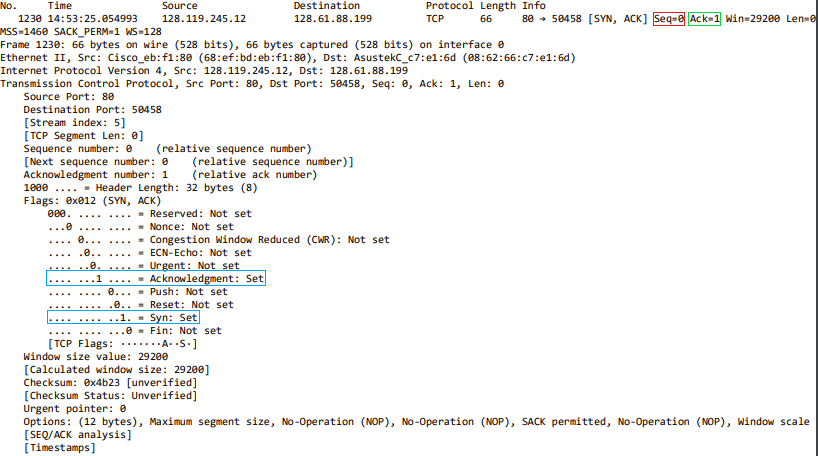 No. Time Source Destination Protocol Length Info
1230 14:53:25.054993 128.119.245.12 128.61.88.199 TCP 66 80 → 50458 [SYN, ACK] Seq=0 Ack=1 Win=29200 Len=0
MSS=1460 SACK_PERM=1 WS=128
Frame 1230: 66 bytes on wire (528 bits), 66 bytes captured (528 bits) on interface 0
Ethernet II, Src: Cisco_eb:f1:80 (68:ef:bd:eb:f1:80), Dst: AsustekC_c7:e1:6d (08:62:66:c7:e1:6d)
Internet Protocol Version 4, Src: 128.119.245.12, Dst: 128.61.88.199
Transmission Control Protocol, Src Port: 80, Dst Port: 50458, Seq: 0, Ack: 1, Len: 0
Source Port: 80
Destination Port: 50458
[Stream index: 5]
[TCP Segment Len: 0]
Sequence number: 0 (relative sequence number)
[Next sequence number: 0 (relative sequence number)]
Acknowledgment number: 1 (relative ack number)
1000 .... = Header Length: 32 bytes (8)
Flags: 0x012 (SYN, ACK)
000. .... .... = Reserved: Not set
...0 .... .... = Nonce: Not set
.... 0... .... = Congestion Window Reduced (CWR): Not set
.... .0.. .... = ECN-Echo: Not set
.... ..0. .... = Urgent: Not set
.... ...1 .... = Acknowledgment: Set
.... .... 0... = Push: Not set
.... .... .0.. = Reset: Not set
.... .... ..1. = Syn: Set
.... .... ...0 = Fin: Not set
[TCP Flags: ·······A··S·]
Window size value: 29200
[Calculated window size: 29200]
Checksum: 0x4b23 [unverified]
[Checksum Status: Unverified]
Urgent pointer: 0
Options: (12 bytes), Maximum segment size, No-Operation (NOP), No-Operation (NOP), SACK permitted, No-Operation (NOP), Window scale
[SEQ/ACK analysis]
[Timestamps]